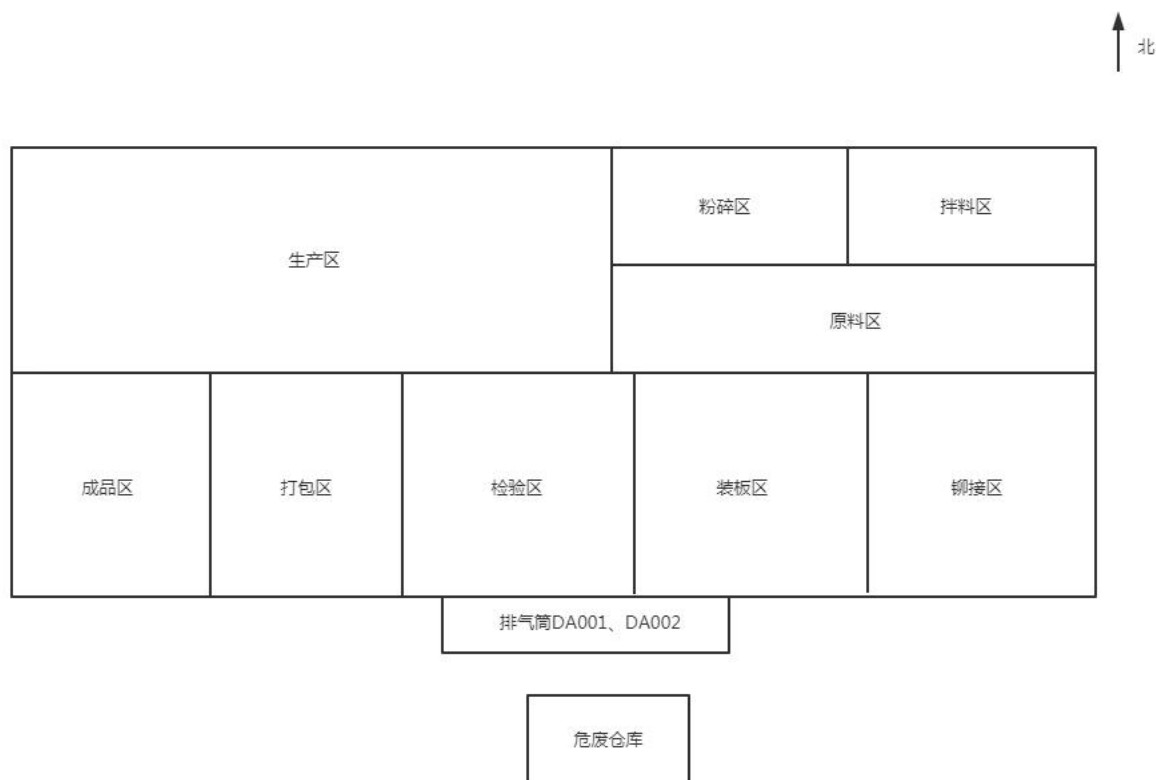 北
粉碎区
拌料区
生产区
原料区
成品区
打包区
检验区
装板区
铆接区
排气筒DA001、DA002
危废仓库